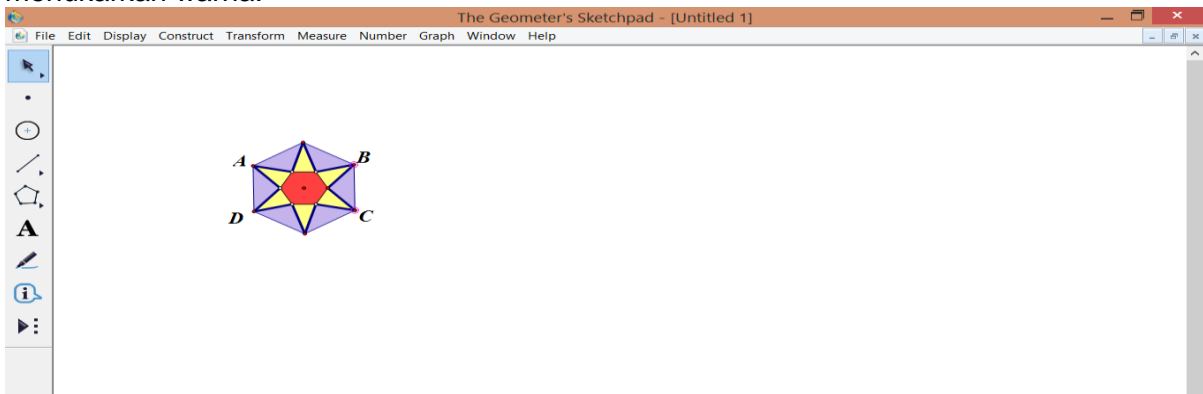 The Geometer's Sketchpad - [Untitled 1]
File Edit Display Construct Transform Measure Number Graph Window Help
A
A B
D C